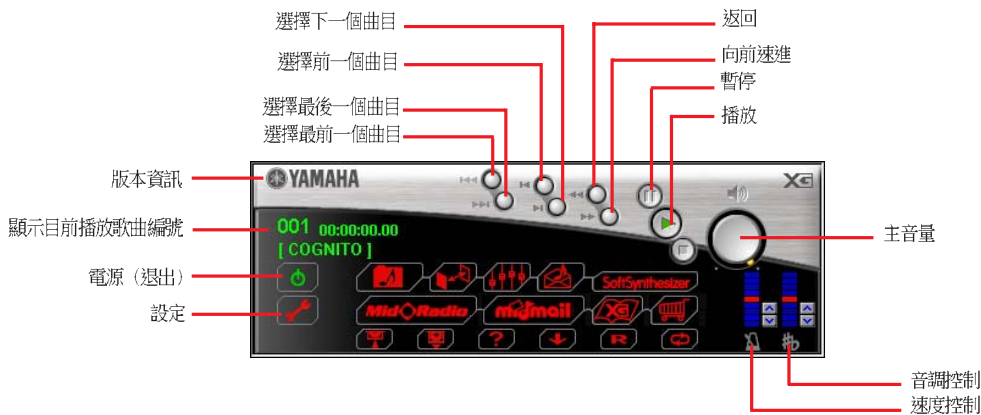 選擇下一個曲目
返回
選擇前一個曲目
向前速進
暫停
選擇最後一個曲目
播放
選擇最前一個曲目
版本資訊
YAMAHA
XG
顯示目前播放歌曲編號
001 00:00:00.00
[ COGNITO ]
主音量
電源（退出）
SoftSynthesizer
設定
Mid Radio
midmail
XG
?
R
音調控制
速度控制